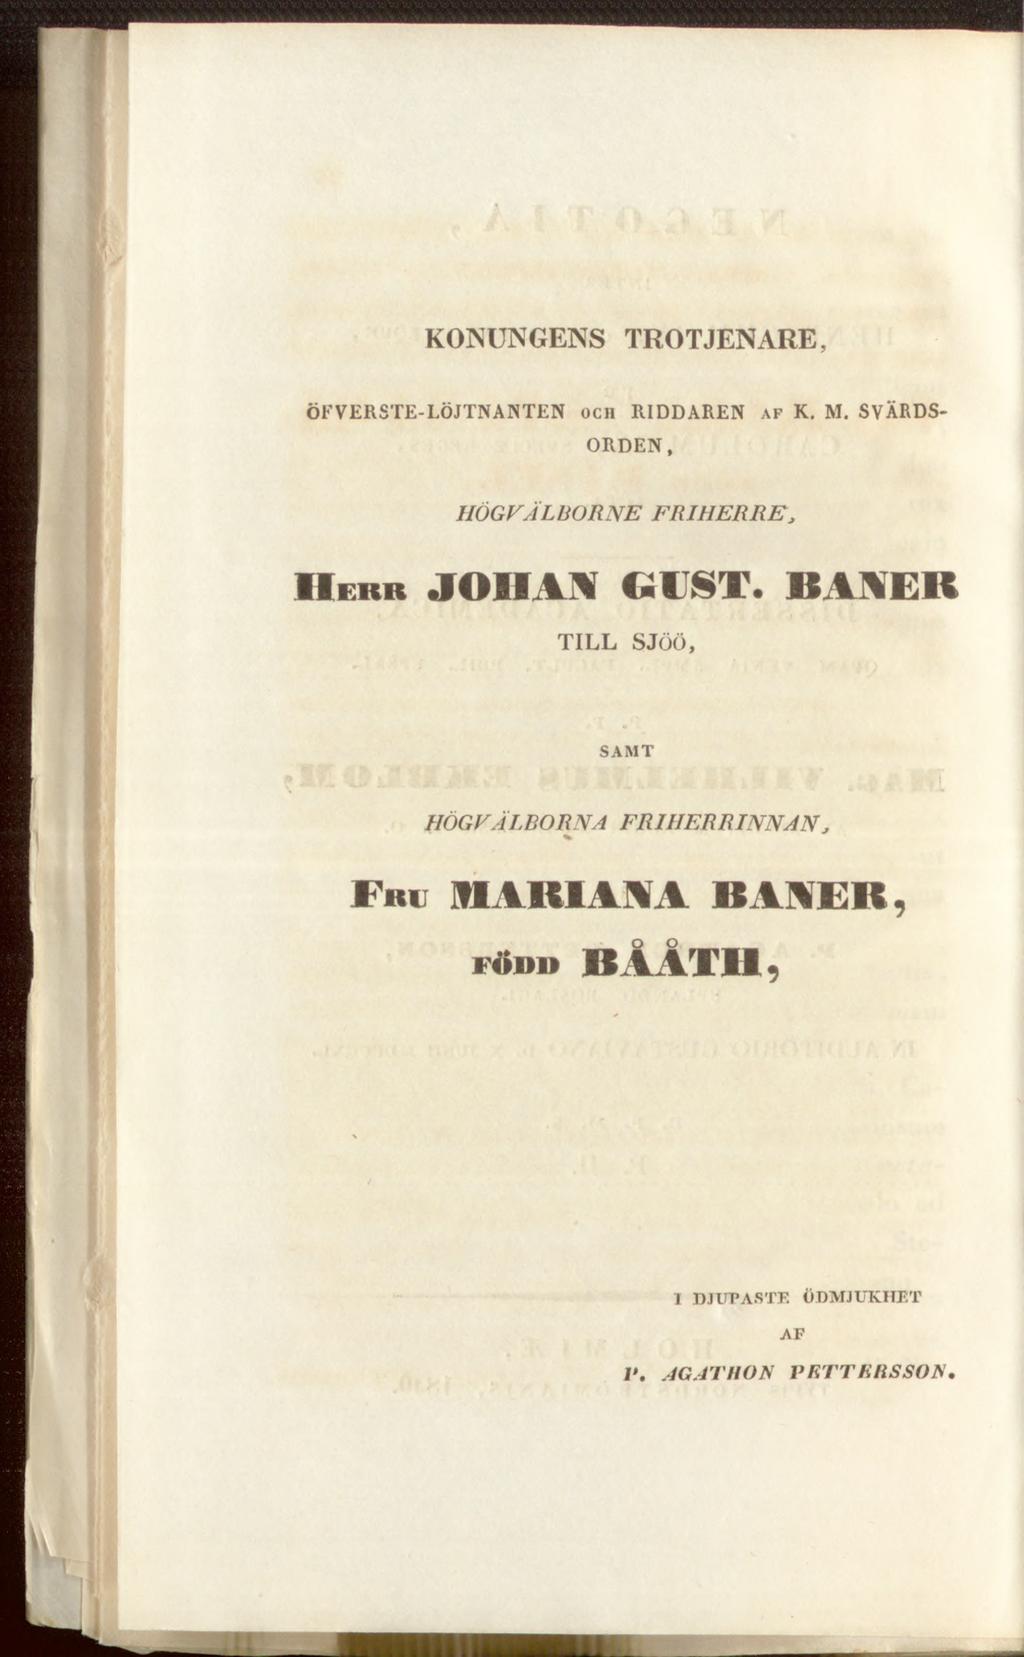 KONUNGENS TROTJENARE,
ÖFVERSTE-LÖJTNANTEN OCH RIDDAREN AF K. M. SVÄRDS-
ORDEN,
HÖGVÄLBORNE FRIHERRE,
HERR JOHAN GUST. BANER
TILL SJÖÖ,
SAMT
HÖGVÄLBORNA FRIHERRINNAN,
FRU MARIANA BANER,
FÖDD BÅÅTH,
I DJUPASTE ÖDMJUKHET
AF
P. AGATHON PETTERSSON.